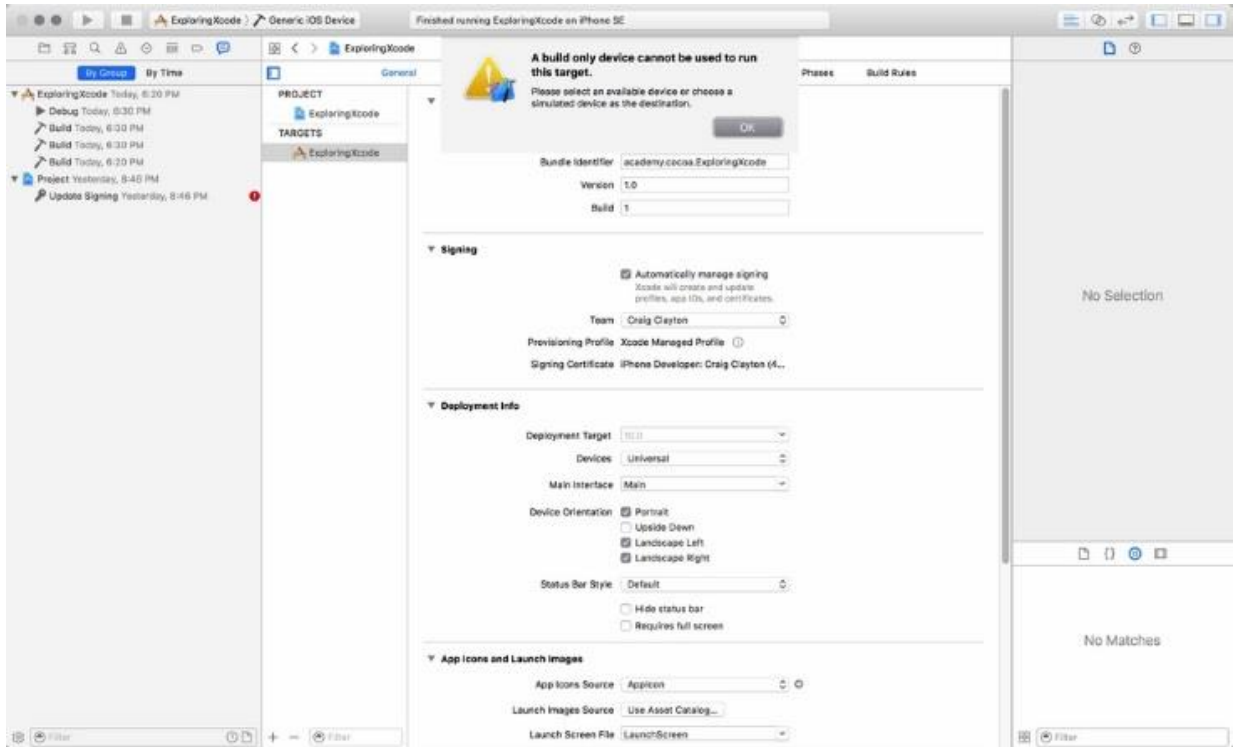 ExploringXcode
Generic iOS Device
Finished running ExploringXcode on iPhone SE
By Group
By Time
ExploringXcode Today, 6:30 PM
Debug Today, 6:30 PM
Build Today, 6:30 PM
Build Today, 6:30 PM
Build Today, 6:20 PM
Project Yesterday, 8:46 PM
Update Signing Yesterday, 8:46 PM
Filter
ExploringXcode
General
Phases
Build Rules
PROJECT
ExploringXcode
TARGETS
ExploringXcode
Filter
A build only device cannot be used to run
this target.
Please select an available device or choose a
simulated device as the destination.
OK
Bundle Identifier academy.cocoa.ExploringXcode
Version 1.0
Build 1
Signing
Automatically manage signing
Xcode will create and update
profiles, app IDs, and certificates.
Team Craig Clayton
Provisioning Profile Xcode Managed Profile
Signing Certificate iPhone Developer: Craig Clayton (4...
Deployment Info
Deployment Target 10.0
Devices Universal
Main Interface Main
Device Orientation Portrait
Upside Down
Landscape Left
Landscape Right
Status Bar Style Default
Hide status bar
Requires full screen
App Icons and Launch Images
App Icons Source AppIcon
Launch Images Source Use Asset Catalog...
Launch Screen File LaunchScreen
No Selection
No Matches
Filter